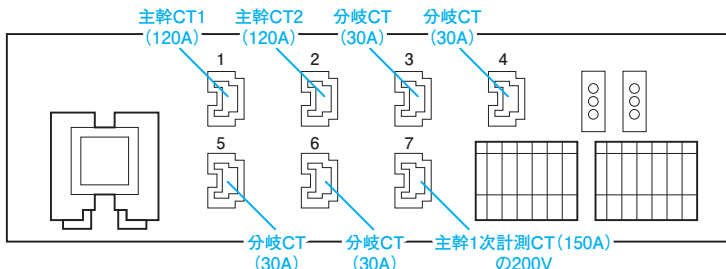 主幹CT1
(120A)
主幹CT2
(120A)
分岐CT
(30A)
分岐CT
(30A)
1
2
3
4
5
6
7
分岐CT
(30A)
分岐CT
(30A)
主幹1次計測CT(150A)
の200V